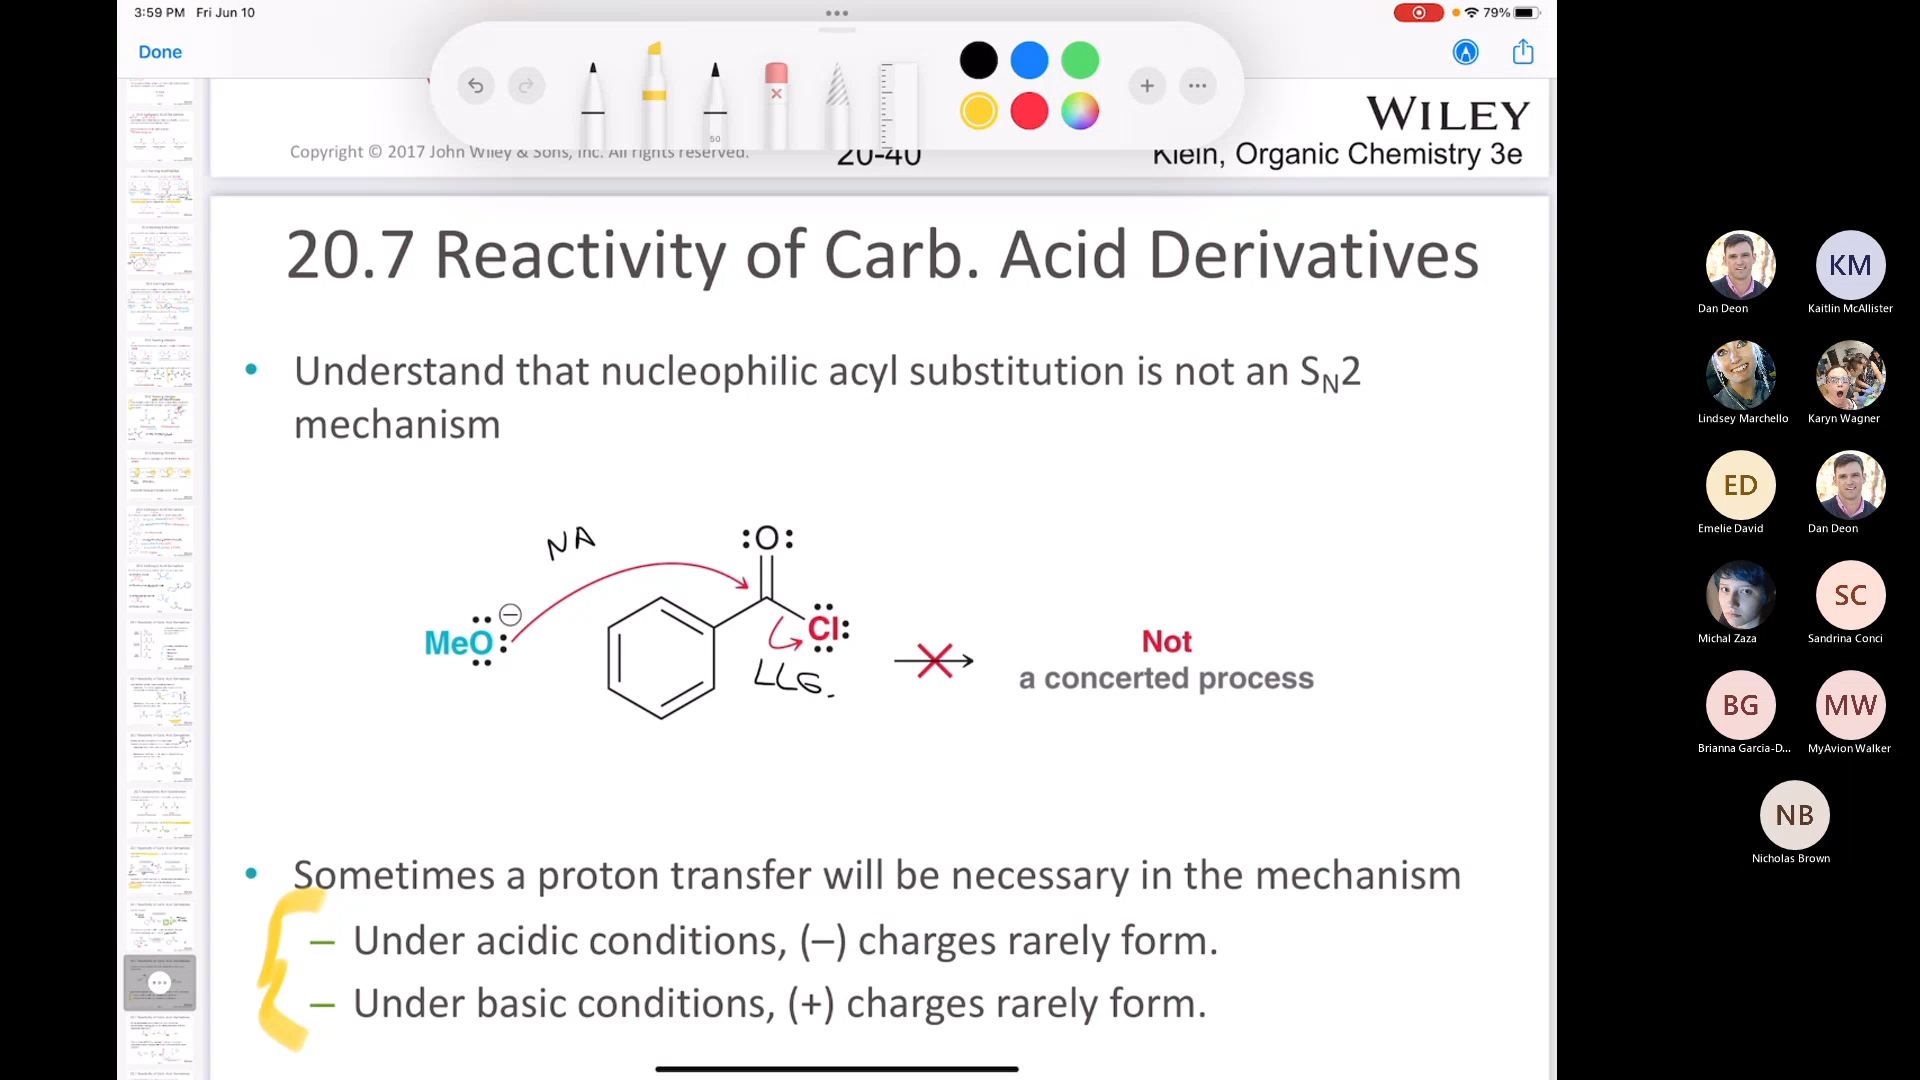 3:59 PM Fri Jun 10
79%
Done
50
WILEY
Copyright © 2017 John Wiley & Sons, Inc. All rights reserved.
20-40
Klein, Organic Chemistry 3e
20.7 Reactivity of Carb. Acid Derivatives
• Understand that nucleophilic acyl substitution is not an SN2
mechanism
NA
:O:
MeO:
Cl:
LLG.
Not
a concerted process
• Sometimes a proton transfer will be necessary in the mechanism
– Under acidic conditions, (–) charges rarely form.
– Under basic conditions, (+) charges rarely form.
Dan Deon
KM
Kaitlin McAllister
Lindsey Marchello
Karyn Wagner
ED
Emelie David
Dan Deon
Michal Zaza
SC
Sandrina Conci
BG
Brianna Garcia-D...
MW
MyAvion Walker
NB
Nicholas Brown